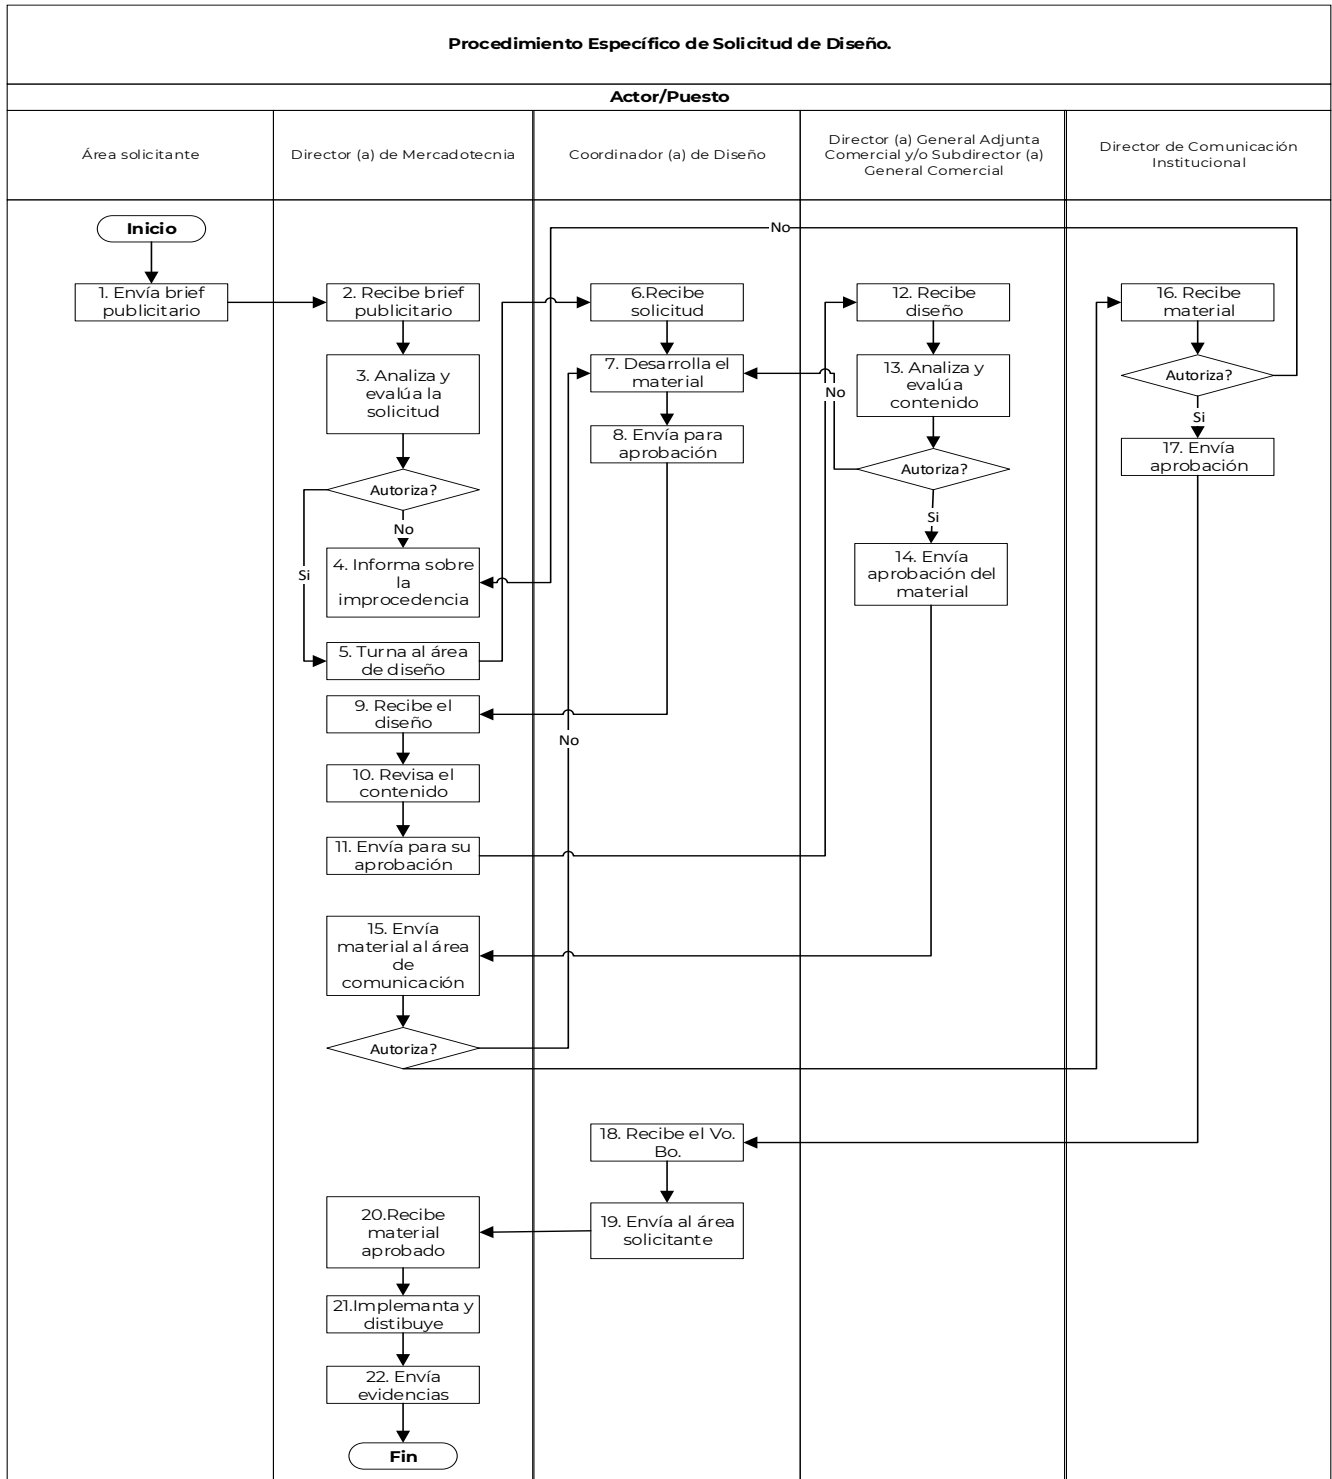 Procedimiento Específico de Solicitud de Diseño.
Actor/Puesto
Área solicitante
Director (a) de Mercadotecnia
Coordinador (a) de Diseño
Director (a) General Adjunta
Comercial y/o Subdirector (a)
General Comercial
Director de Comunicación
Institucional
Inicio
No
1. Envía brief
publicitario
2. Recibe brief
publicitario
6.Recibe
solicitud
12. Recibe
diseño
16. Recibe
material
3. Analiza y
evalúa la
solicitud
7. Desarrolla el
material
No
13. Analiza y
evalúa
contenido
Autoriza?
Si
8. Envía para
aprobación
17. Envía
aprobación
Autoriza?
Autoriza?
No
Si
4. Informa sobre
la
improcedencia
Si
14. Envía
aprobación del
material
5. Turna al área
de diseño
9. Recibe el
diseño
No
10. Revisa el
contenido
11. Envía para su
aprobación
15. Envía
material al área
de
comunicación
Autoriza?
18. Recibe el Vo.
Bo.
19. Envía al área
solicitante
20.Recibe
material
aprobado
21.Implemanta y
distibuye
22. Envía
evidencias
Fin